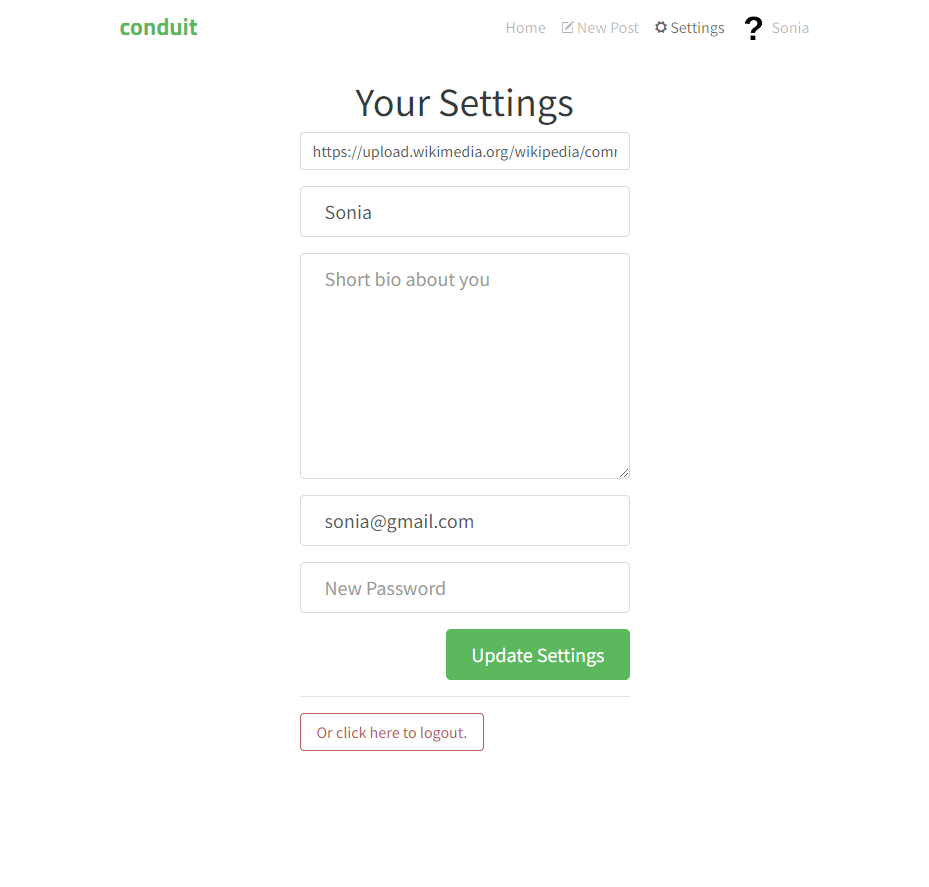 conduit
Home New Post Settings ? Sonia
Your Settings
https://upload.wikimedia.org/wikipedia/com
Sonia
Short bio about you
sonia@gmail.com
New Password
Update Settings
Or click here to logout.